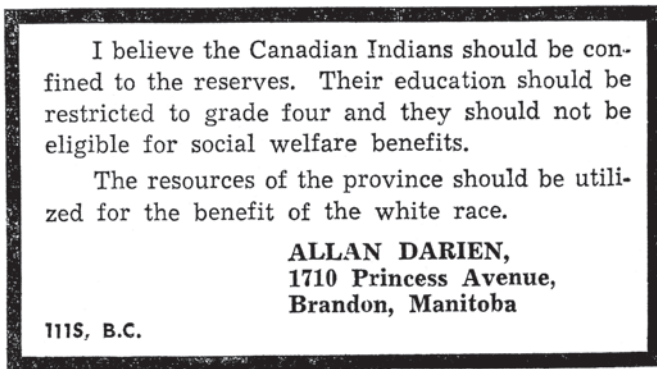 I believe the Canadian Indians should be con-
fined to the reserves. Their education should be
restricted to grade four and they should not be
eligible for social welfare benefits.
The resources of the province should be utili-
zed for the benefit of the white race.
ALLAN DARIEN,
1710 Princess Avenue,
Brandon, Manitoba
111S, B.C.